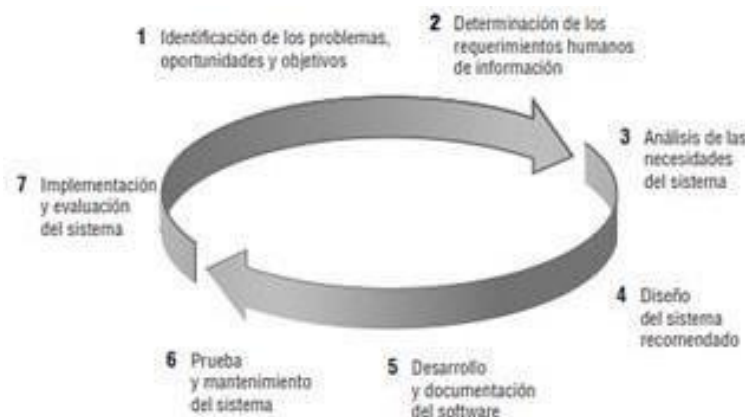 1 Identificación de los problemas,
oportunidades y objetivos
2 Determinación de los
requerimientos humanos
de información
3 Análisis de las
necesidades
del sistema
4 Diseño
del sistema
recomendado
5 Desarrollo
y documentación
del software
6 Prueba
y mantenimiento
del sistema
7 Implementación
y evaluación
del sistema